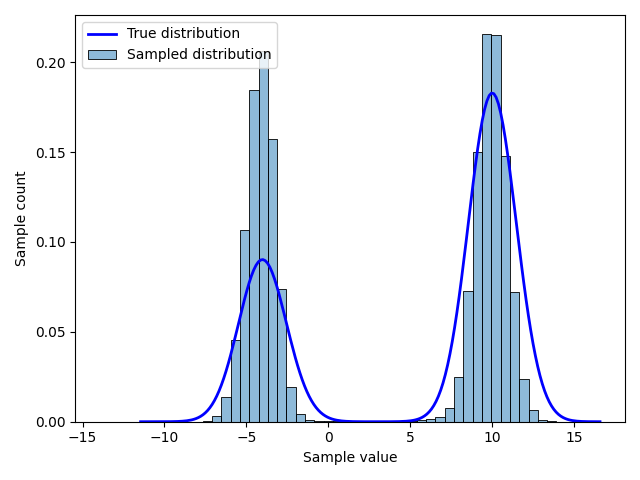 True distribution
Sampled distribution
0.20
0.15
0.10
0.05
0.00
Sample count
−15 −10 −5 0 5 10 15
Sample value